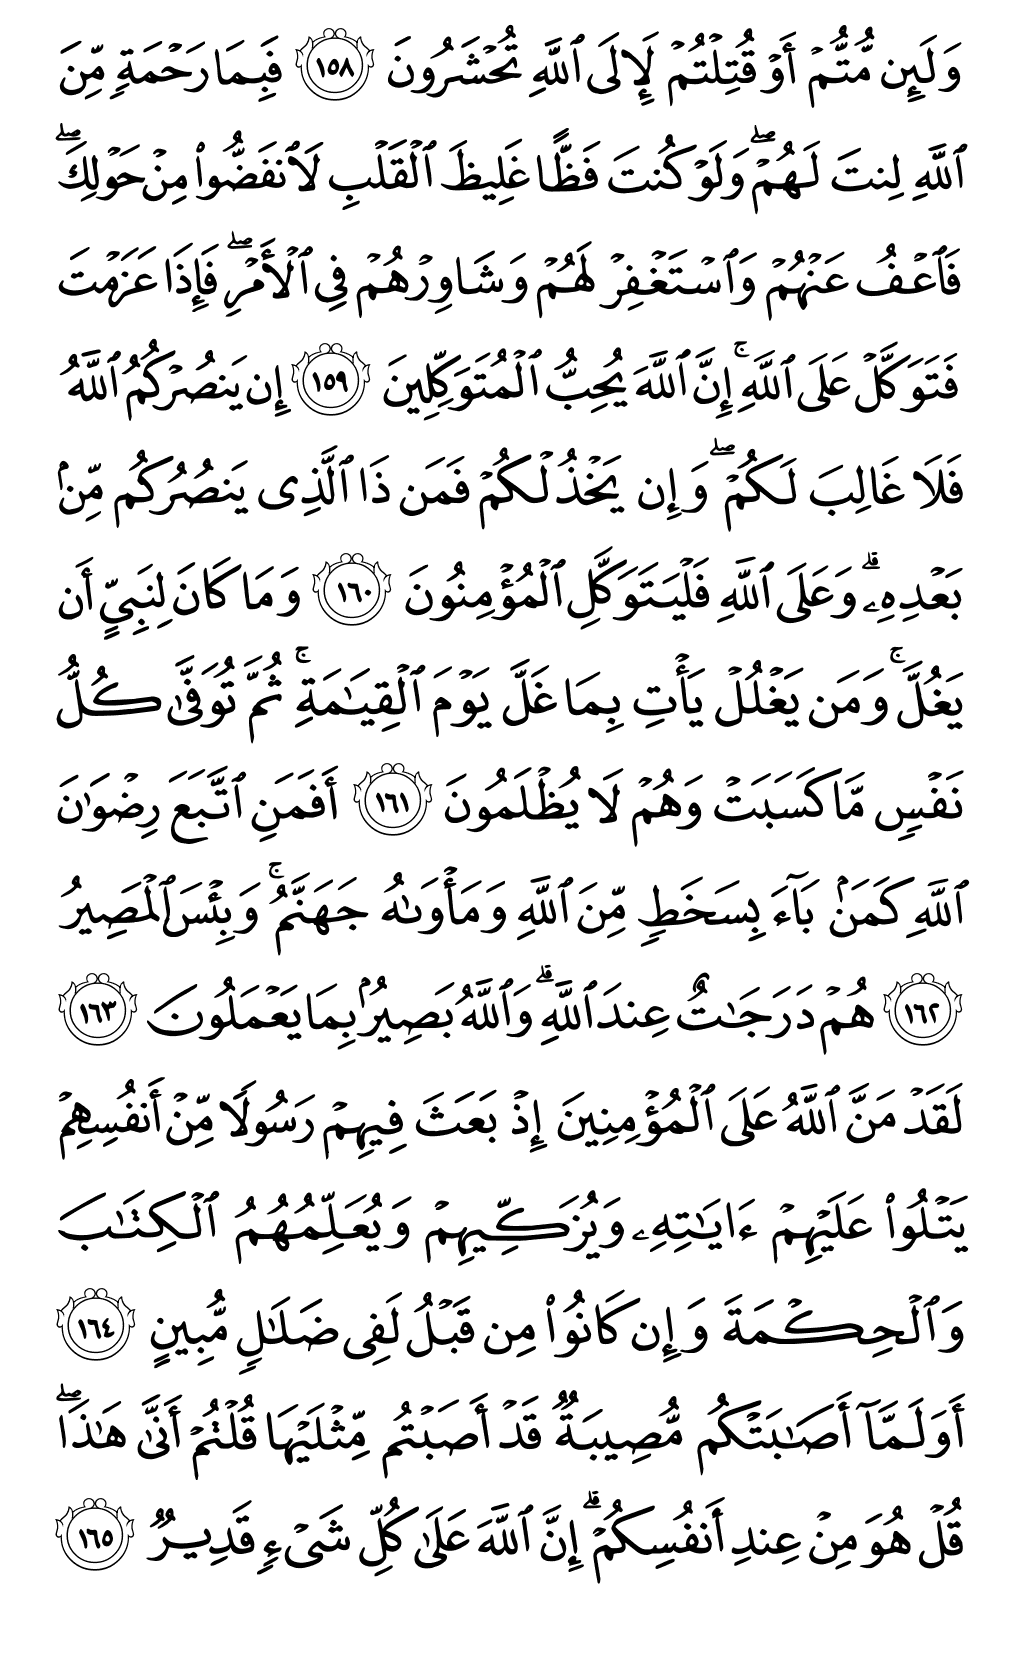 وَلَئِن مُّتُّمۡ أَوۡ قُتِلۡتُمۡ لَإِلَى ٱللَّهِ تُحۡشَرُونَ ١٥٨ فَبِمَا رَحۡمَةٖ مِّنَ
ٱللَّهِ لِنتَ لَهُمۡۖ وَلَوۡ كُنتَ فَظًّا غَلِيظَ ٱلۡقَلۡبِ لَٱنفَضُّواْ مِنۡ حَوۡلِكَۖ
فَٱعۡفُ عَنۡهُمۡ وَٱسۡتَغۡفِرۡ لَهُمۡ وَشَاوِرۡهُمۡ فِي ٱلۡأَمۡرِۖ فَإِذَا عَزَمۡتَ
فَتَوَكَّلۡ عَلَى ٱللَّهِۚ إِنَّ ٱللَّهَ يُحِبُّ ٱلۡمُتَوَكِّلِينَ ١٥٩ إِن يَنصُرۡكُمُ ٱللَّهُ
فَلَا غَالِبَ لَكُمۡۖ وَإِن يَخۡذُلۡكُمۡ فَمَن ذَا ٱلَّذِي يَنصُرُكُم مِّنۢ
بَعۡدِهِۦۗ وَعَلَى ٱللَّهِ فَلۡيَتَوَكَّلِ ٱلۡمُؤۡمِنُونَ ١٦٠ وَمَا كَانَ لِنَبِيٍّ أَن
يَغُلَّۚ وَمَن يَغۡلُلۡ يَأۡتِ بِمَا غَلَّ يَوۡمَ ٱلۡقِيَٰمَةِۚ ثُمَّ تُوَفَّىٰ كُلُّ
نَفۡسٖ مَّا كَسَبَتۡ وَهُمۡ لَا يُظۡلَمُونَ ١٦١ أَفَمَنِ ٱتَّبَعَ رِضۡوَٰنَ
ٱللَّهِ كَمَنۢ بَآءَ بِسَخَطٖ مِّنَ ٱللَّهِ وَمَأۡوَىٰهُ جَهَنَّمُۚ وَبِئۡسَ ٱلۡمَصِيرُ
١٦٢ هُمۡ دَرَجَٰتٌ عِندَ ٱللَّهِۗ وَٱللَّهُ بَصِيرُۢ بِمَا يَعۡمَلُونَ ١٦٣
لَقَدۡ مَنَّ ٱللَّهُ عَلَى ٱلۡمُؤۡمِنِينَ إِذۡ بَعَثَ فِيهِمۡ رَسُولٗا مِّنۡ أَنفُسِهِمۡ
يَتۡلُواْ عَلَيۡهِمۡ ءَايَٰتِهِۦ وَيُزَكِّيهِمۡ وَيُعَلِّمُهُمُ ٱلۡكِتَٰبَ
وَٱلۡحِكۡمَةَ وَإِن كَانُواْ مِن قَبۡلُ لَفِي ضَلَٰلٖ مُّبِينٍ ١٦٤
أَوَلَمَّآ أَصَٰبَتۡكُم مُّصِيبَةٞ قَدۡ أَصَبۡتُم مِّثۡلَيۡهَا قُلۡتُمۡ أَنَّىٰ هَٰذَاۖ
قُلۡ هُوَ مِنۡ عِندِ أَنفُسِكُمۡۗ إِنَّ ٱللَّهَ عَلَىٰ كُلِّ شَيۡءٖ قَدِيرٞ ١٦٥